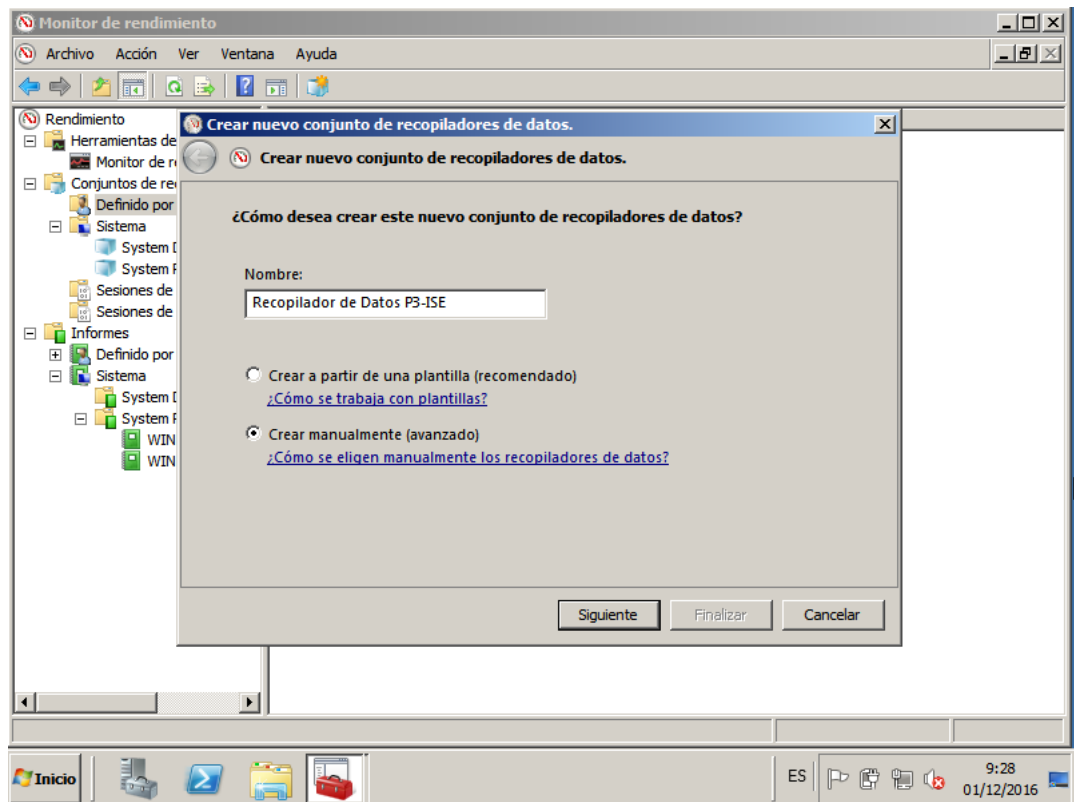 Monitor de rendimiento
Archivo Acción Ver Ventana Ayuda
Rendimiento
Herramientas de
Monitor de r
Conjuntos de re
Definido por
Sistema
System D
System P
Sesiones de
Sesiones de
Informes
Definido por
Sistema
System D
System P
WIN
WIN
Crear nuevo conjunto de recopiladores de datos.
Crear nuevo conjunto de recopiladores de datos.
¿Cómo desea crear este nuevo conjunto de recopiladores de datos?
Nombre:
Recopilador de Datos P3-ISE
Crear a partir de una plantilla (recomendado)
¿Cómo se trabaja con plantillas?
Crear manualmente (avanzado)
¿Cómo se eligen manualmente los recopiladores de datos?
Siguiente Finalizar Cancelar
Inicio
ES
9:28
01/12/2016